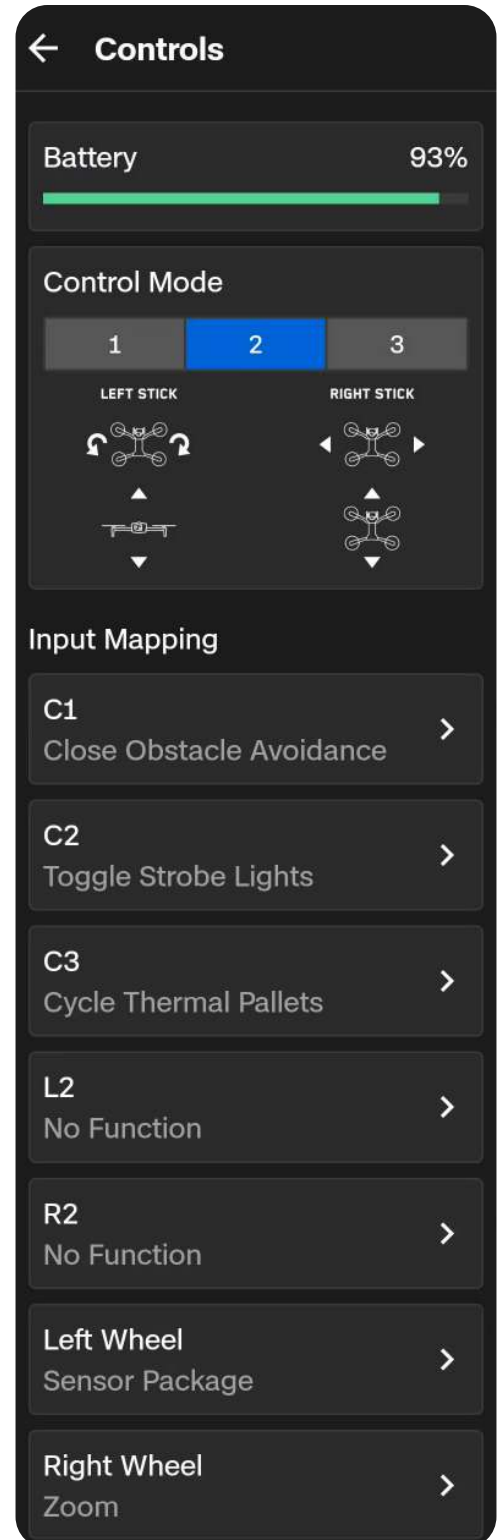 Controls
Battery 93%
Control Mode
1 2 3
LEFT STICK RIGHT STICK
Input Mapping
C1
Close Obstacle Avoidance
C2
Toggle Strobe Lights
C3
Cycle Thermal Pallets
L2
No Function
R2
No Function
Left Wheel
Sensor Package
Right Wheel
Zoom